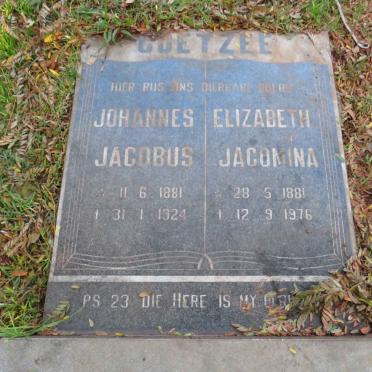 COETZEE
HIER RUS ONS DIERBARE OUERS
JOHANNES ELIZABETH
JACOBUS JACOMINA
* 11 6 1881 * 28 5 1881
† 31 1 1924 † 12 9 1976
PS 23 DIE HERE IS MY